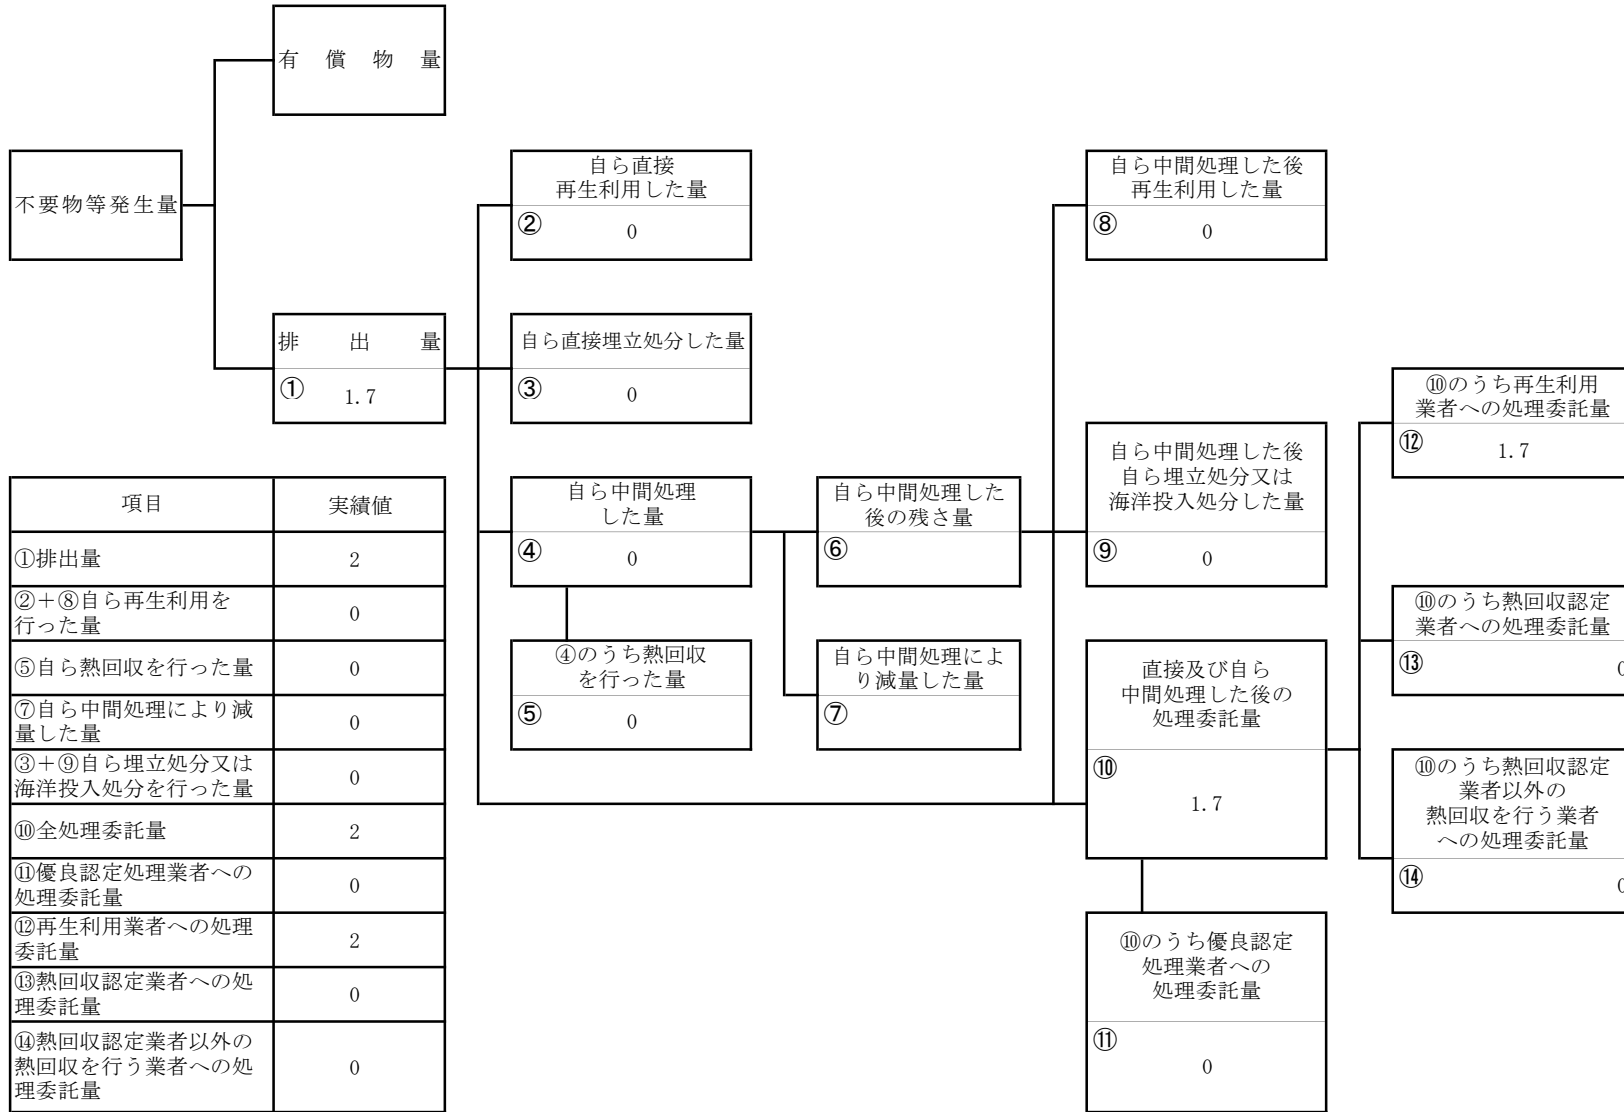 有償物量
不要物等発生量
自ら直接
再生利用した量
②
0
自ら中間処理した後
再生利用した量
⑧
0
排出量
①
1.7
自ら直接埋立処分した量
③
0
⑩のうち再生利用
業者への処理委託量
⑫
1.7
自ら中間処理した後
自ら埋立処分又は
海洋投入処分した量
⑨
0
自ら中間処理
した量
④
0
自ら中間処理した
後の残さ量
⑥
④のうち熱回収
を行った量
⑤
0
自ら中間処理によ
り減量した量
⑦
直接及び自ら
中間処理した後の
処理委託量
⑩
1.7
⑩のうち熱回収認定
業者への処理委託量
⑬
0
⑩のうち熱回収認定
業者以外の
熱回収を行う業者
への処理委託量
⑭
0
⑩のうち優良認定
処理業者への
処理委託量
⑪
0
項目 実績値
①排出量 2
②+⑧自ら再生利用を
行った量 0
⑤自ら熱回収を行った量 0
⑦自ら中間処理により減
量した量 0
③+⑨自ら埋立処分又は
海洋投入処分を行った量 0
⑩全処理委託量 2
⑪優良認定処理業者への
処理委託量 0
⑫再生利用業者への処理
委託量 2
⑬熱回収認定業者への処
理委託量 0
⑭熱回収認定業者以外の
熱回収を行う業者への処
理委託量 0